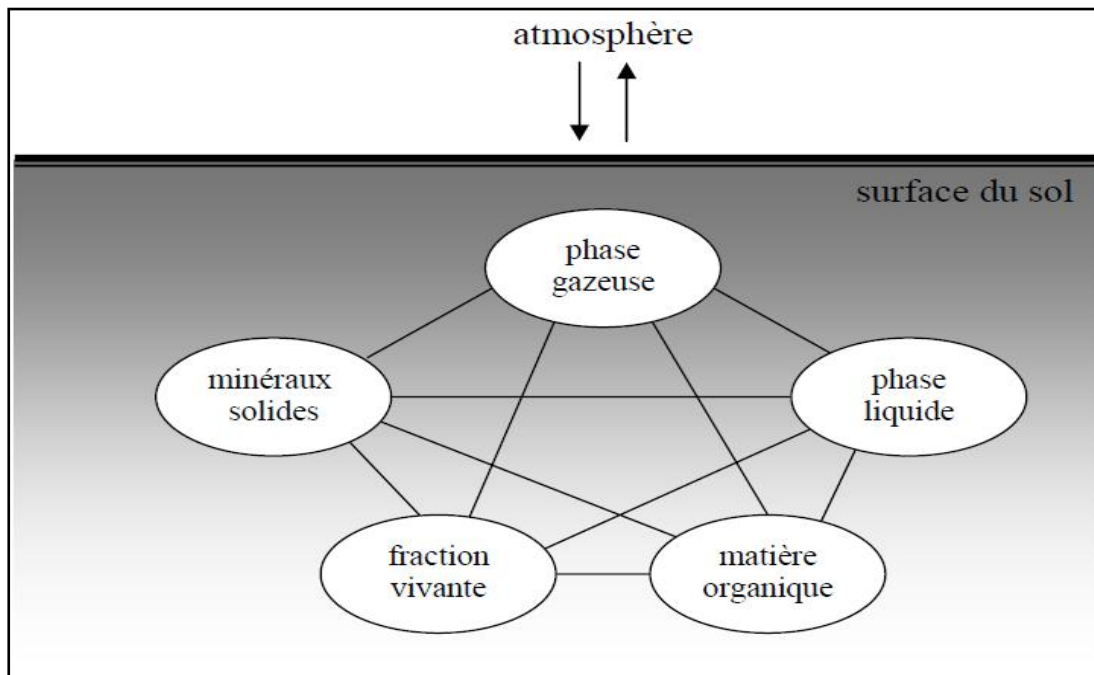 atmosphère
surface du sol
phase
gazeuse
minéraux
solides
phase
liquide
fraction
vivante
matière
organique